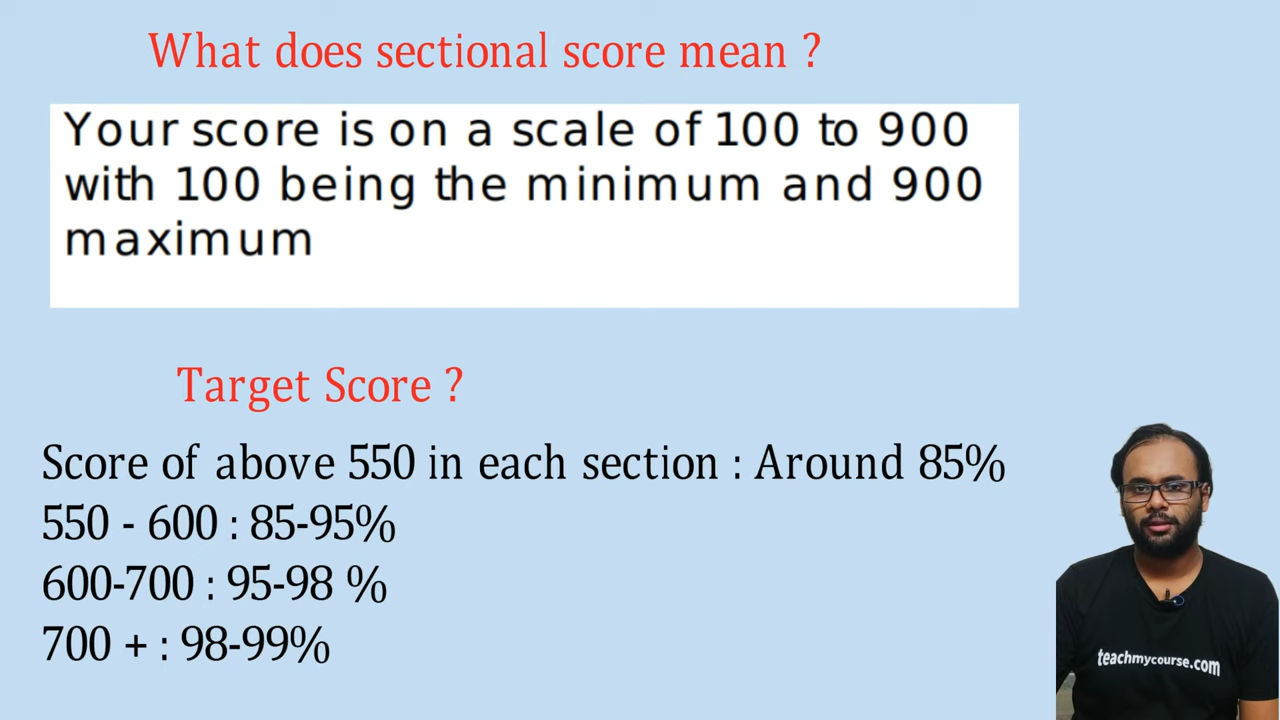 What does sectional score mean ?
Your score is on a scale of 100 to 900
with 100 being the minimum and 900
maximum
Target Score ?
Score of above 550 in each section : Around 85%
550 - 600 : 85-95%
600-700 : 95-98 %
700 + : 98-99%
teachmycourse.com